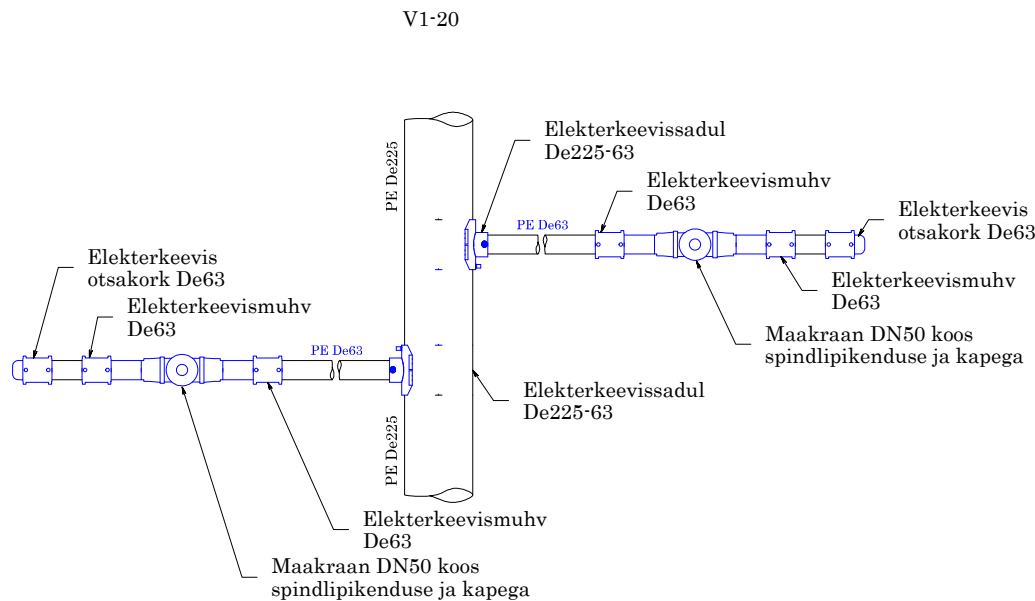 V1-20
PE De225
Elekterkeevissadul
De225-63
Elekterkeevismuhv
De63
Elekterkeevis
otsakork De63
PE De63
Elekterkeevis
otsakork De63
Elekterkeevismuhv
De63
Elekterkeevismuhv
De63
Maakraan DN50 koos
spindlipikenduse ja kapega
PE De63
Elekterkeevissadul
De225-63
PE De225
Elekterkeevismuhv
De63
Maakraan DN50 koos
spindlipikenduse ja kapega